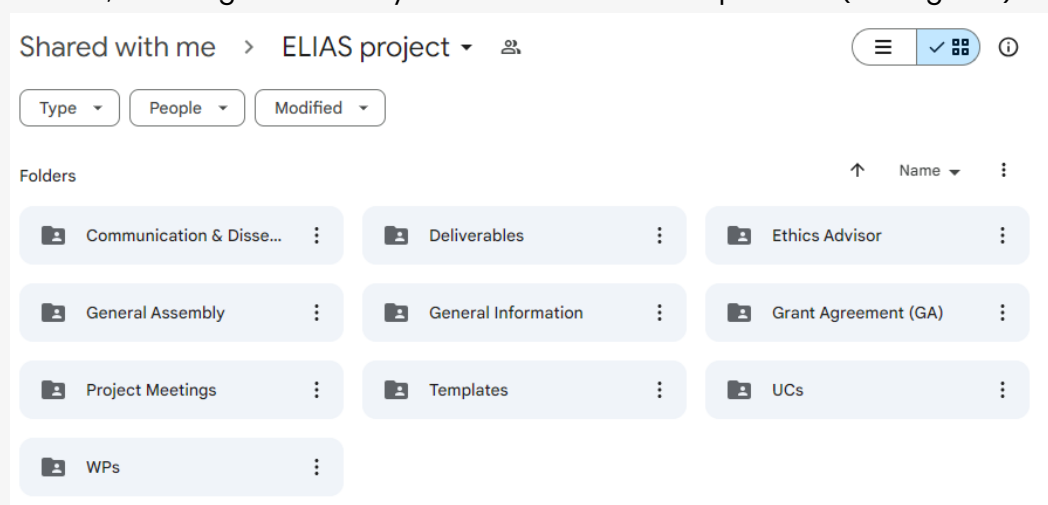 Shared with me > ELIAS project
Type People Modified
Folders Name
Communication & Disse... Deliverables Ethics Advisor
General Assembly General Information Grant Agreement (GA)
Project Meetings Templates UCs
WPs